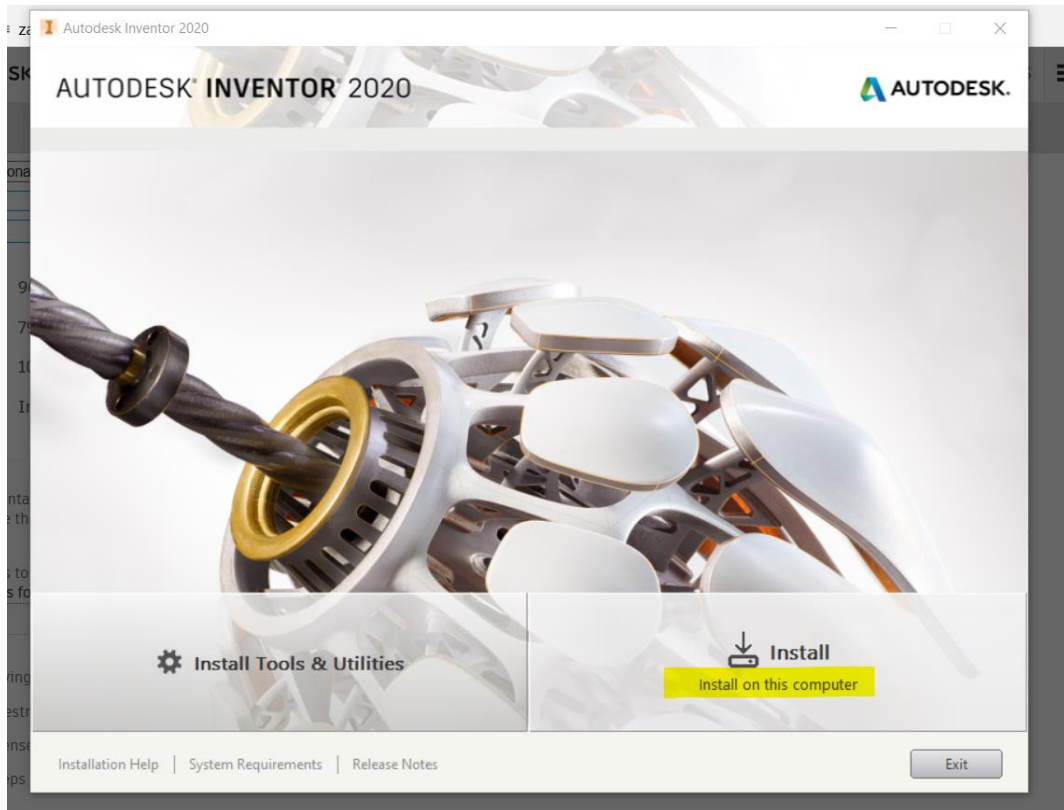 Autodesk Inventor 2020
AUTODESK® INVENTOR® 2020
AUTODESK.
Install Tools & Utilities
Install
Install on this computer
Installation Help | System Requirements | Release Notes
Exit